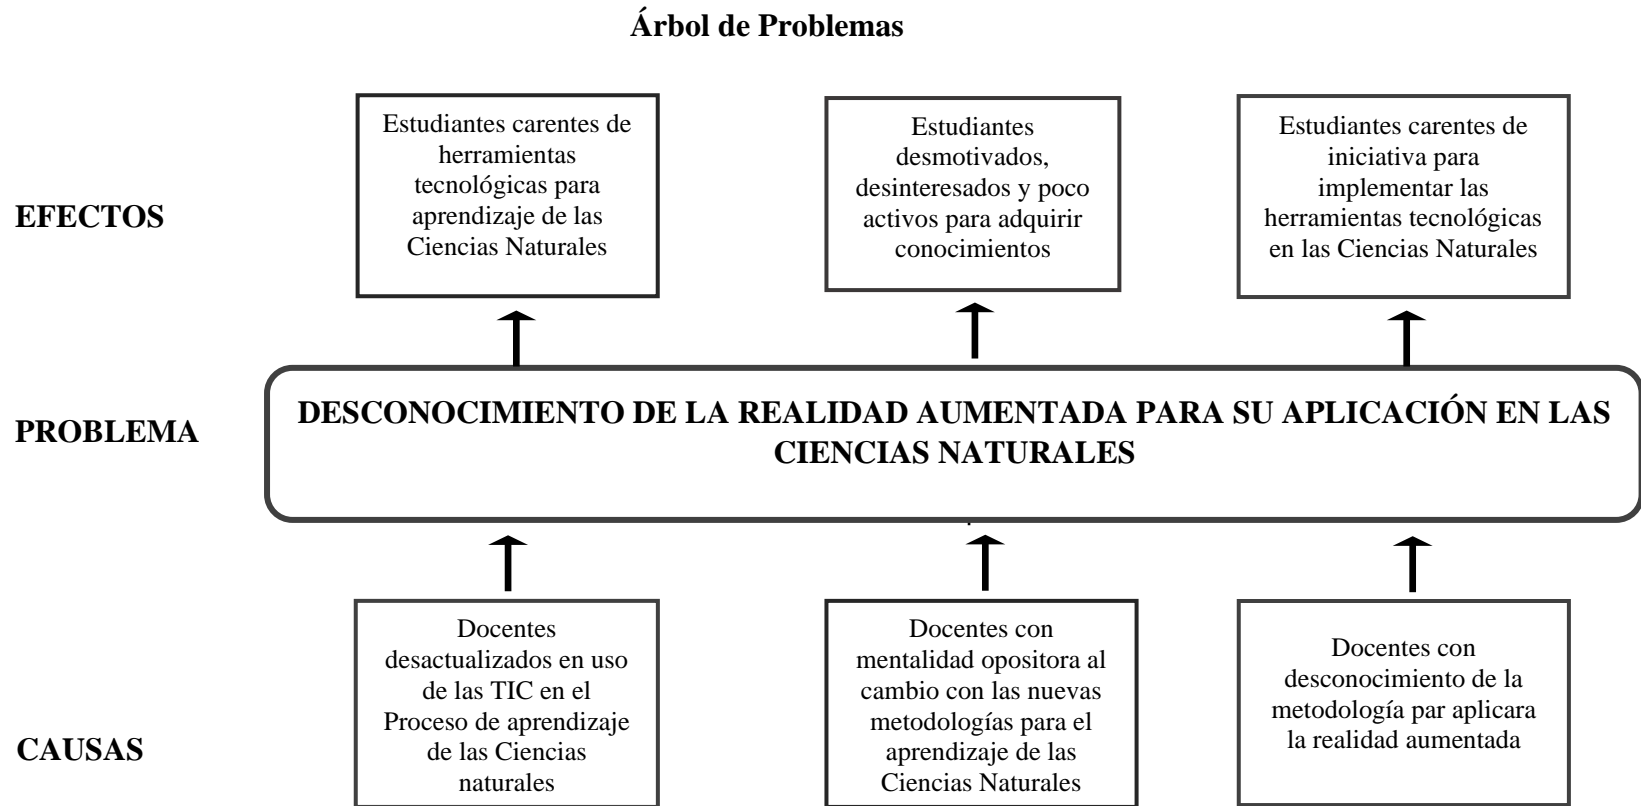 Árbol de Problemas
EFECTOS
Estudiantes carentes de
herramientas
tecnológicas para
aprendizaje de las
Ciencias Naturales
Estudiantes
desmotivados,
desinteresados y poco
activos para adquirir
conocimientos
Estudiantes carentes de
iniciativa para
implementar las
herramientas tecnológicas
en las Ciencias Naturales
PROBLEMA
DESCONOCIMIENTO DE LA REALIDAD AUMENTADA PARA SU APLICACIÓN EN LAS
CIENCIAS NATURALES
CAUSAS
Docentes
desactualizados en uso
de las TIC en el
Proceso de aprendizaje
de las Ciencias
naturales
Docentes con
mentalidad opositora al
cambio con las nuevas
metodologías para el
aprendizaje de las
Ciencias Naturales
Docentes con
desconocimiento de la
metodología par aplicara
la realidad aumentada